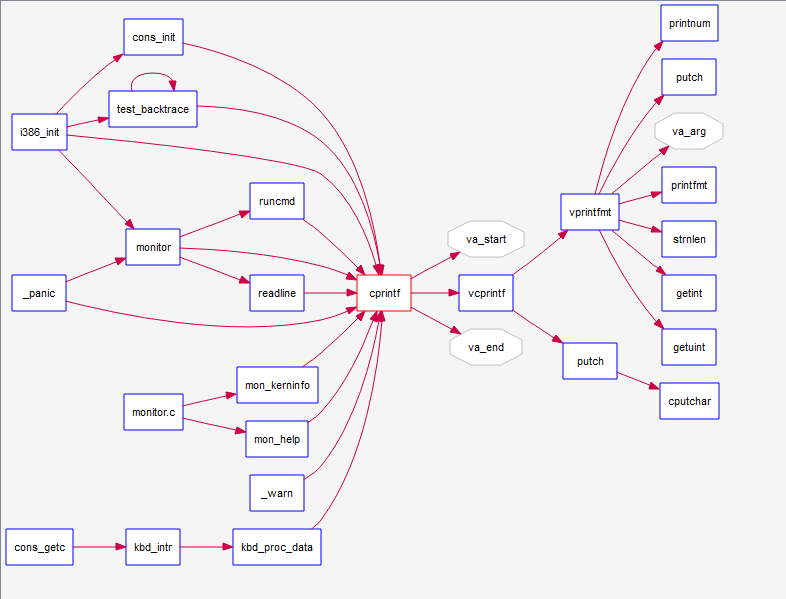 printnum
cons_init
putch
test_backtrace
i386_init
va_arg
printfmt
runcmd
vprintfmt
monitor
va_start
strnlen
_panic
readline
cprintf
vcprintf
getint
va_end
getuint
putch
mon_kerninfo
cputchar
monitor.c
mon_help
_warn
cons_getc
kbd_intr
kbd_proc_data